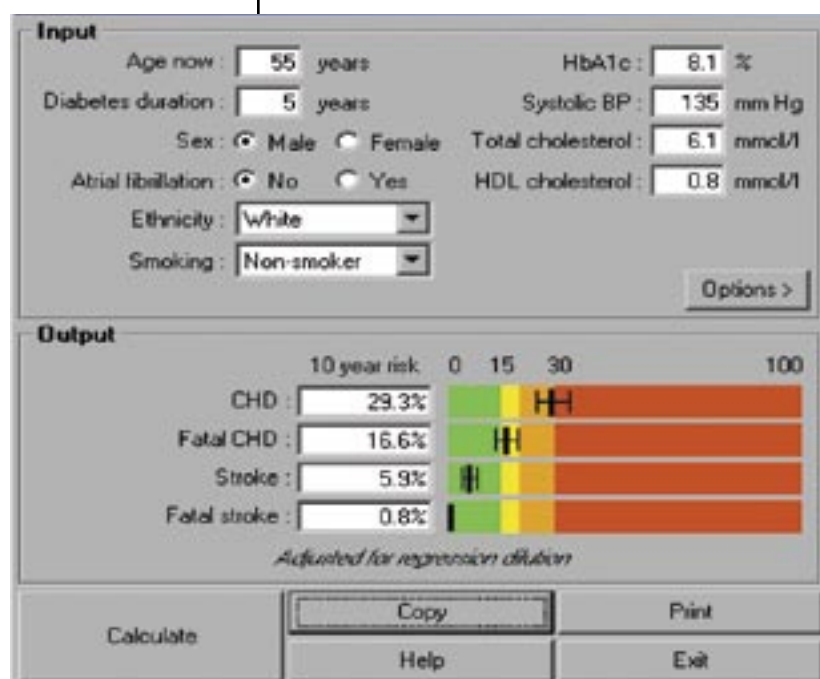 Input
Age now : 55 years
HbA1c : 8.1 %
Diabetes duration : 5 years
Systolic BP : 135 mm Hg
Sex : Male Female
Total cholesterol : 6.1 mmol/l
Atrial fibrillation : No Yes
HDL cholesterol : 0.8 mmol/l
Ethnicity : White
Smoking : Non-smoker
Options >
Output
10 year risk 0 15 30 100
CHD : 29.3%
Fatal CHD : 16.6%
Stroke : 5.9%
Fatal stroke : 0.8%
Adjusted for regression dilution
Calculate
Copy
Print
Help
Exit